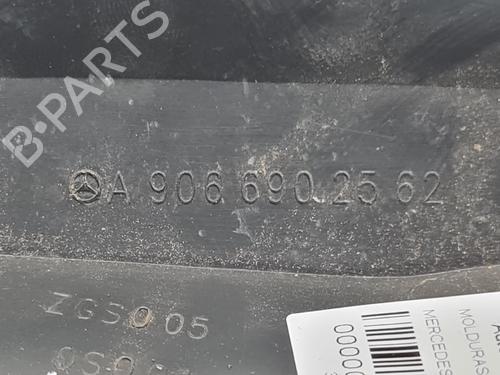 B-PARTS
A 906 690 25 62
ZGS 005
MOLDURAS
MERCEDES